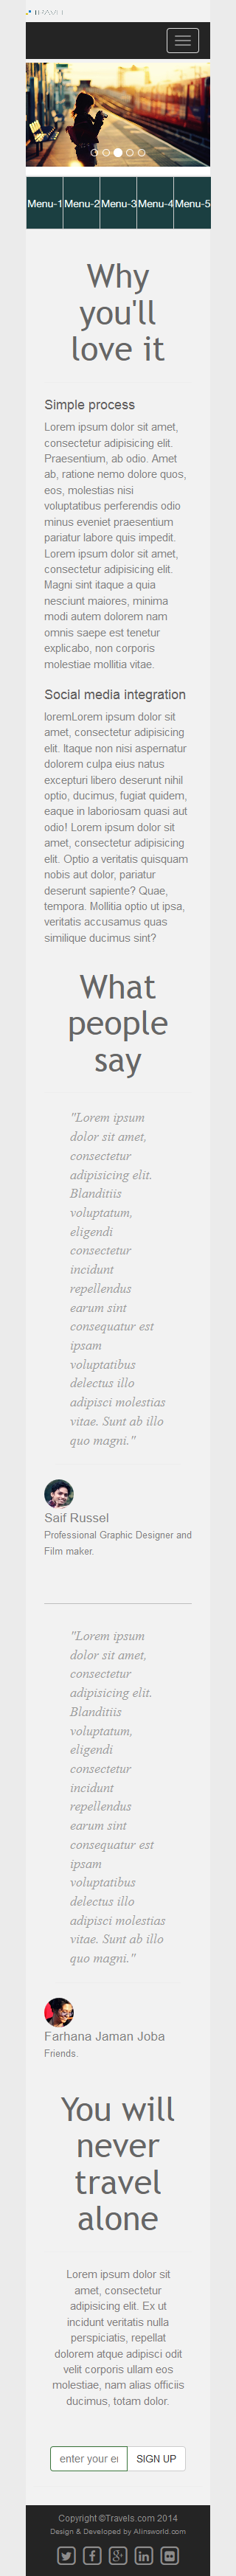 TRAVEL
Menu-1 Menu-2 Menu-3 Menu-4 Menu-5
Why
you'll
love it
Simple process
Lorem ipsum dolor sit amet,
consectetur adipisicing elit.
Praesentium, ab odio. Amet
ab, ratione nemo dolore quos,
eos, molestias nisi
voluptatibus perferendis odio
minus eveniet praesentium
pariatur labore quis impedit.
Lorem ipsum dolor sit amet,
consectetur adipisicing elit.
Magni sint itaque a quia
nesciunt maiores, minima
modi autem dolorem nam
omnis saepe est tenetur
explicabo, non corporis
molestiae mollitia vitae.
Social media integration
loremLorem ipsum dolor sit
amet, consectetur adipisicing
elit. Itaque non nisi aspernatur
dolorem culpa eius natus
excepturi libero deserunt nihil
optio, ducimus, fugiat quidem,
eaque in laboriosam quasi aut
odio! Lorem ipsum dolor sit
amet, consectetur adipisicing
elit. Optio a veritatis quisquam
nobis aut dolor, pariatur
deserunt sapiente? Quae,
tempora. Mollitia optio ut ipsa,
veritatis accusamus quas
similique ducimus sint?
What
people
say
"Lorem ipsum
dolor sit amet,
consectetur
adipisicing elit.
Blanditiis
voluptatum,
eligendi
consectetur
incidunt
repellendus
earum sint
consequatur est
ipsam
voluptatibus
delectus illo
adipisci molestias
vitae. Sunt ab illo
quo magni."
Saif Russel
Professional Graphic Designer and
Film maker.
"Lorem ipsum
dolor sit amet,
consectetur
adipisicing elit.
Blanditiis
voluptatum,
eligendi
consectetur
incidunt
repellendus
earum sint
consequatur est
ipsam
voluptatibus
delectus illo
adipisci molestias
vitae. Sunt ab illo
quo magni."
Farhana Jaman Joba
Friends.
You will
never
travel
alone
Lorem ipsum dolor sit
amet, consectetur
adipisicing elit. Ex ut
incidunt veritatis nulla
perspiciatis, repellat
dolorem atque adipisci odit
velit corporis ullam eos
molestiae, nam alias officiis
ducimus, totam dolor.
enter your en SIGN UP
Copyright ©Travels.com 2014
Design & Developed by Alinsworld.com